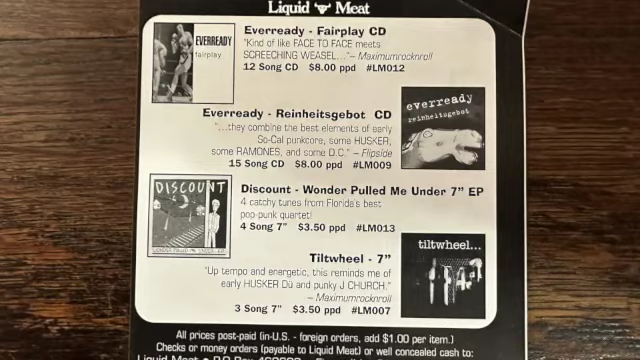 Liquid Meat
Everready - Fairplay CD
"Kind of like FACE TO FACE meets
SCREECHING WEASEL..." – Maximumrocknroll
12 Song CD $8.00 ppd #LM012
EVERREADY
fairplay
Everready - Reinheitsgebot CD
"...they combine the best elements of early
So-Cal punkcore, some HUSKER,
some RAMONES, and some D.C." – Flipside
15 Song CD $8.00 ppd #LM009
everready
reinheitsgebot
DISCOUNT
Discount - Wonder Pulled Me Under 7" EP
4 catchy tunes from Florida's best
pop-punk quartet!
4 Song 7" $3.50 ppd #LM013
Tiltwheel - 7"
"Up tempo and energetic, this reminds me of
early HUSKER DÜ and punky J CHURCH."
– Maximumrocknroll
3 Song 7" $3.50 ppd #LM007
tiltwheel...
All prices post-paid (in-U.S. - foreign orders, add $1.00 per item.)
Checks or money orders (payable to Liquid Meat) or well concealed cash to:
Liquid Meat • P.O. Box